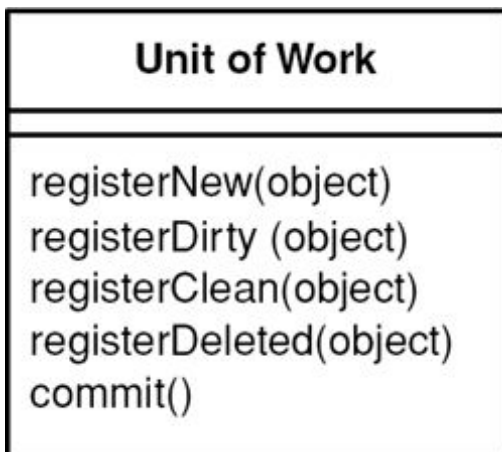 Unit of Work
registerNew(object)
registerDirty (object)
registerClean(object)
registerDeleted(object)
commit()